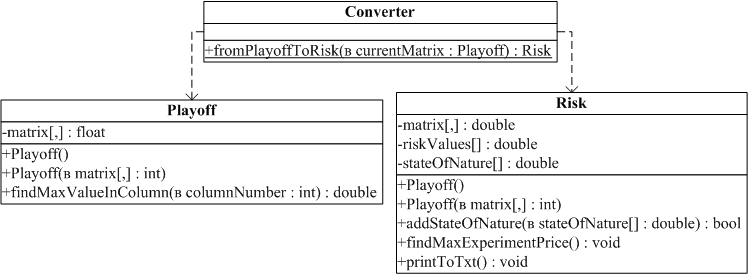 Converter
+fromPlayoffToRisk(в currentMatrix : Playoff) : Risk
Playoff
-matrix[,] : float
+Playoff()
+Playoff(в matrix[,] : int)
+findMaxValueInColumn(в columnNumber : int) : double
Risk
-matrix[,] : double
-riskValues[] : double
-stateOfNature[] : double
+Playoff()
+Playoff(в matrix[,] : int)
+addStateOfNature(в stateOfNature[] : double) : bool
+findMaxExperimentPrice() : void
+printToTxt() : void